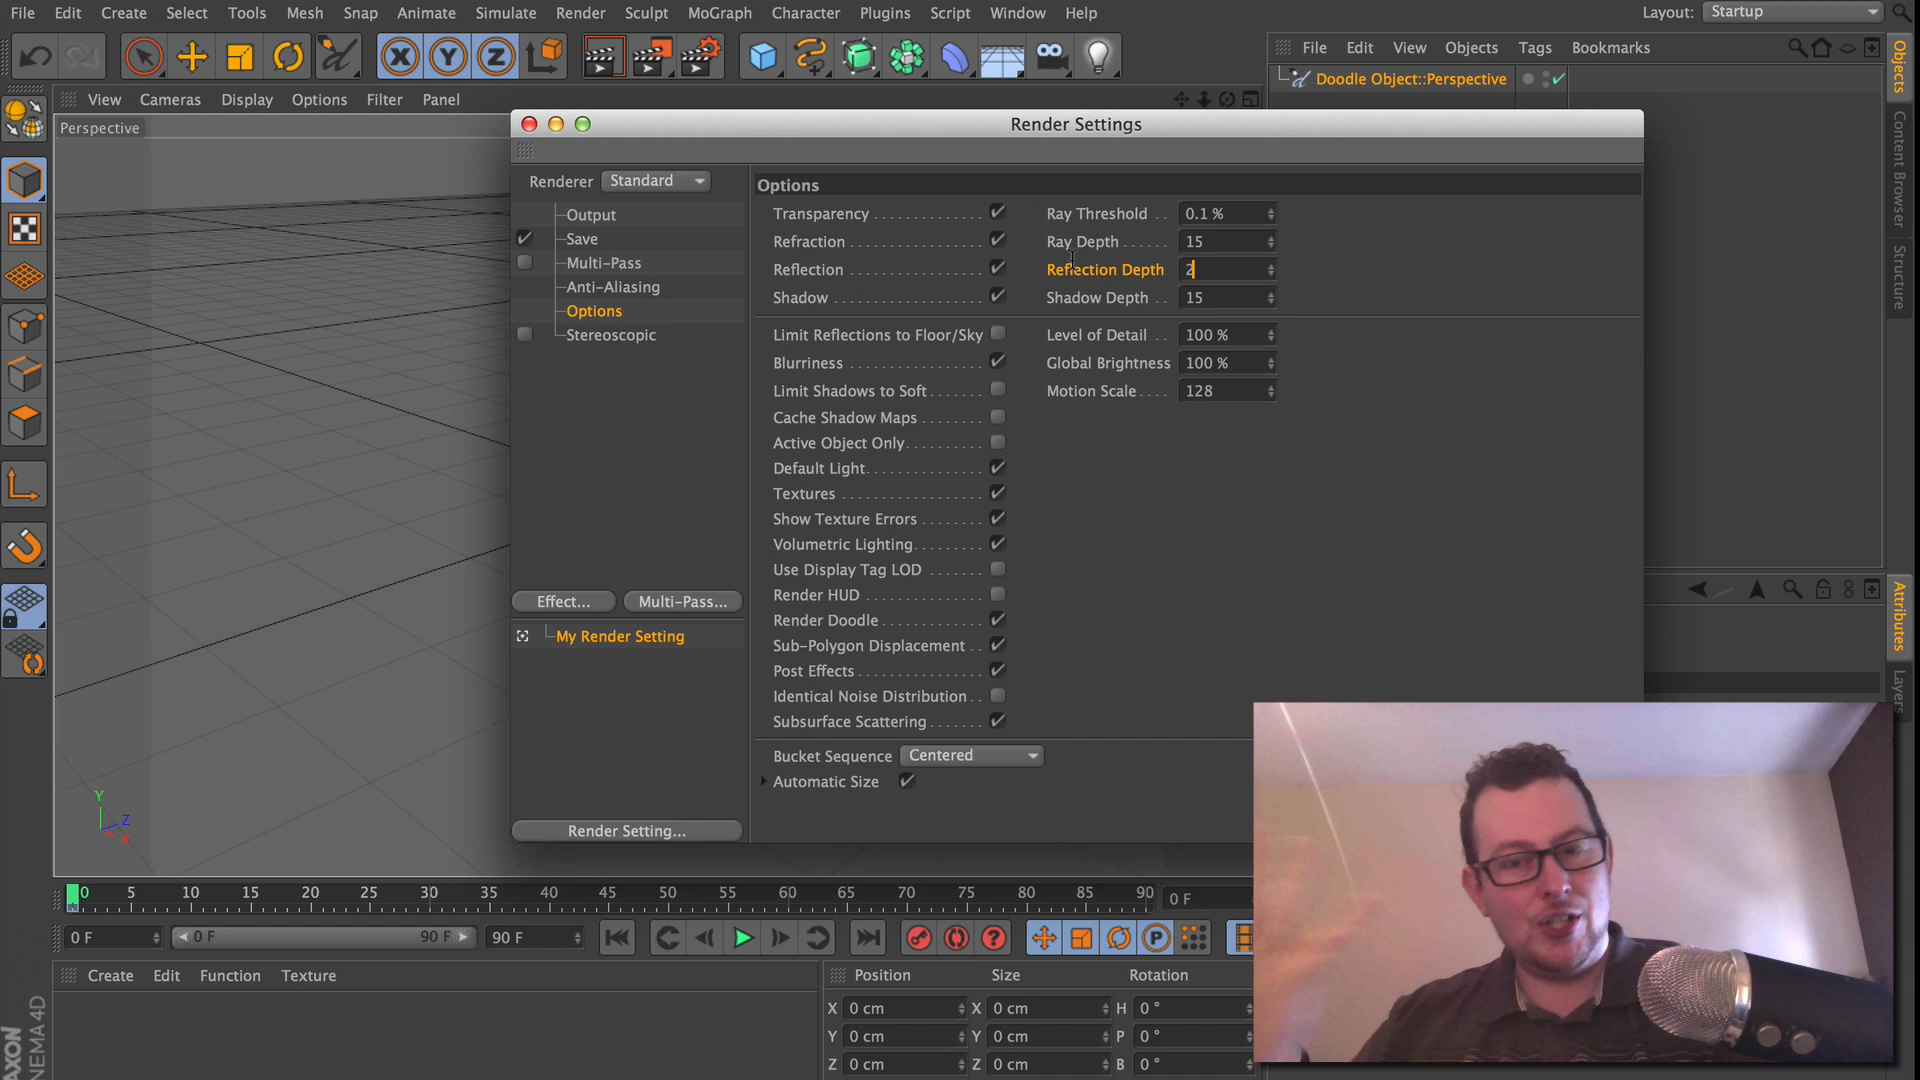 File Edit Create Select Tools Mesh Snap Animate Simulate Render Sculpt MoGraph Character Plugins Script Window Help
Layout: Startup
X Y Z
File Edit View Objects Tags Bookmarks
Doodle Object::Perspective
View Cameras Display Options Filter Panel
Perspective
Render Settings
Renderer Standard
Output
Save
Multi-Pass
Anti-Aliasing
Options
Stereoscopic
Effect... Multi-Pass...
My Render Setting
Render Setting...
Options
Transparency
Refraction
Reflection
Shadow
Ray Threshold 0.1 %
Ray Depth 15
Reflection Depth 2
Shadow Depth 15
Limit Reflections to Floor/Sky
Blurriness
Limit Shadows to Soft
Cache Shadow Maps
Active Object Only
Default Light
Textures
Show Texture Errors
Volumetric Lighting
Use Display Tag LOD
Render HUD
Render Doodle
Sub-Polygon Displacement
Post Effects
Identical Noise Distribution
Subsurface Scattering
Level of Detail 100 %
Global Brightness 100 %
Motion Scale 128
Bucket Sequence Centered
Automatic Size
Objects
Content Browser
Structure
Attributes
Layers
Y
Z
X
0 5 10 15 20 25 30 35 40 45 50 55 60 65 70 75 80 85 90 0 F
0 F 0 F 90 F 90 F
P
Create Edit Function Texture
Position Size Rotation
X 0 cm X 0 cm H 0 °
Y 0 cm Y 0 cm P 0 °
Z 0 cm Z 0 cm B 0 °
AXON
NEMA 4D